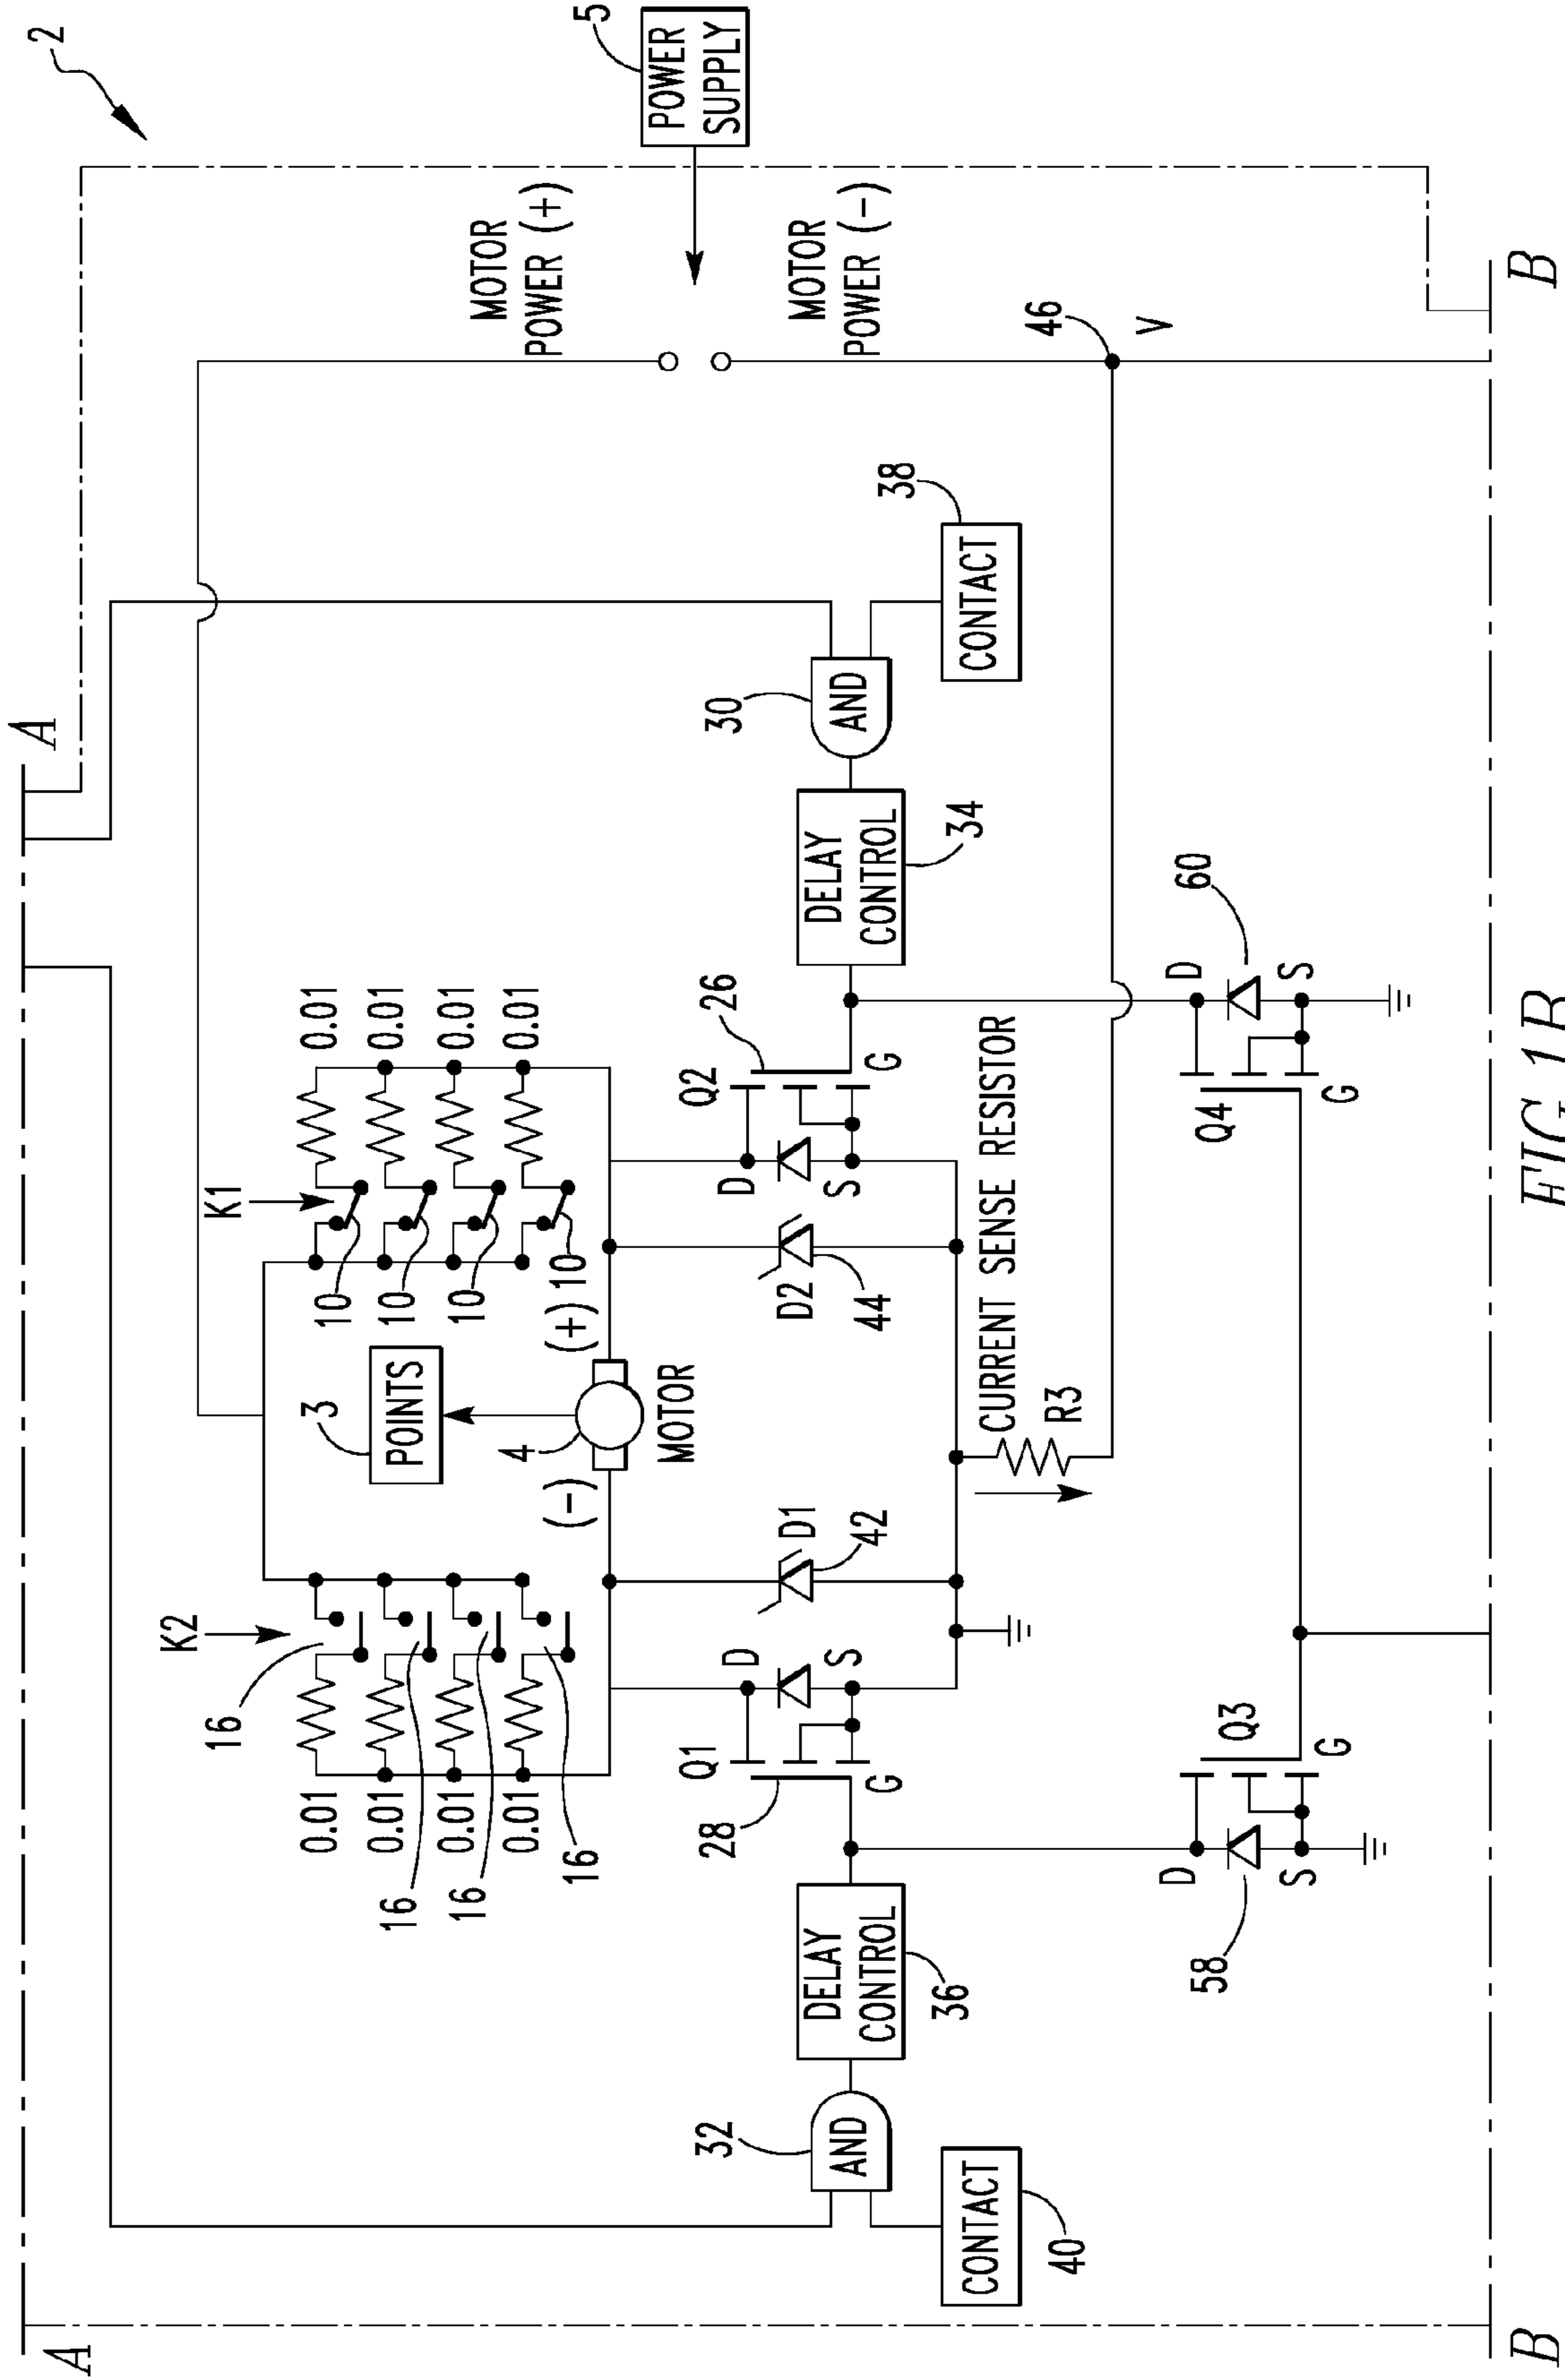 A
A
2
5
POWER
SUPPLY
MOTOR
POWER (+)
MOTOR
POWER (-)
46
V
K2
K1
16
16
16
16
0.01
0.01
0.01
0.01
10
10
10
10
0.01
0.01
0.01
0.01
3
POINTS
4
(-)
(+)
MOTOR
32
AND
CONTACT
40
DELAY
CONTROL
36
28
Q1
D
S
G
D1
42
D2
44
Q2
26
D
S
G
DELAY
CONTROL
34
30
AND
CONTACT
38
CURRENT SENSE RESISTOR
R3
58
D
S
Q3
G
Q4
G
D
S
60
B
B
FIG. 1B